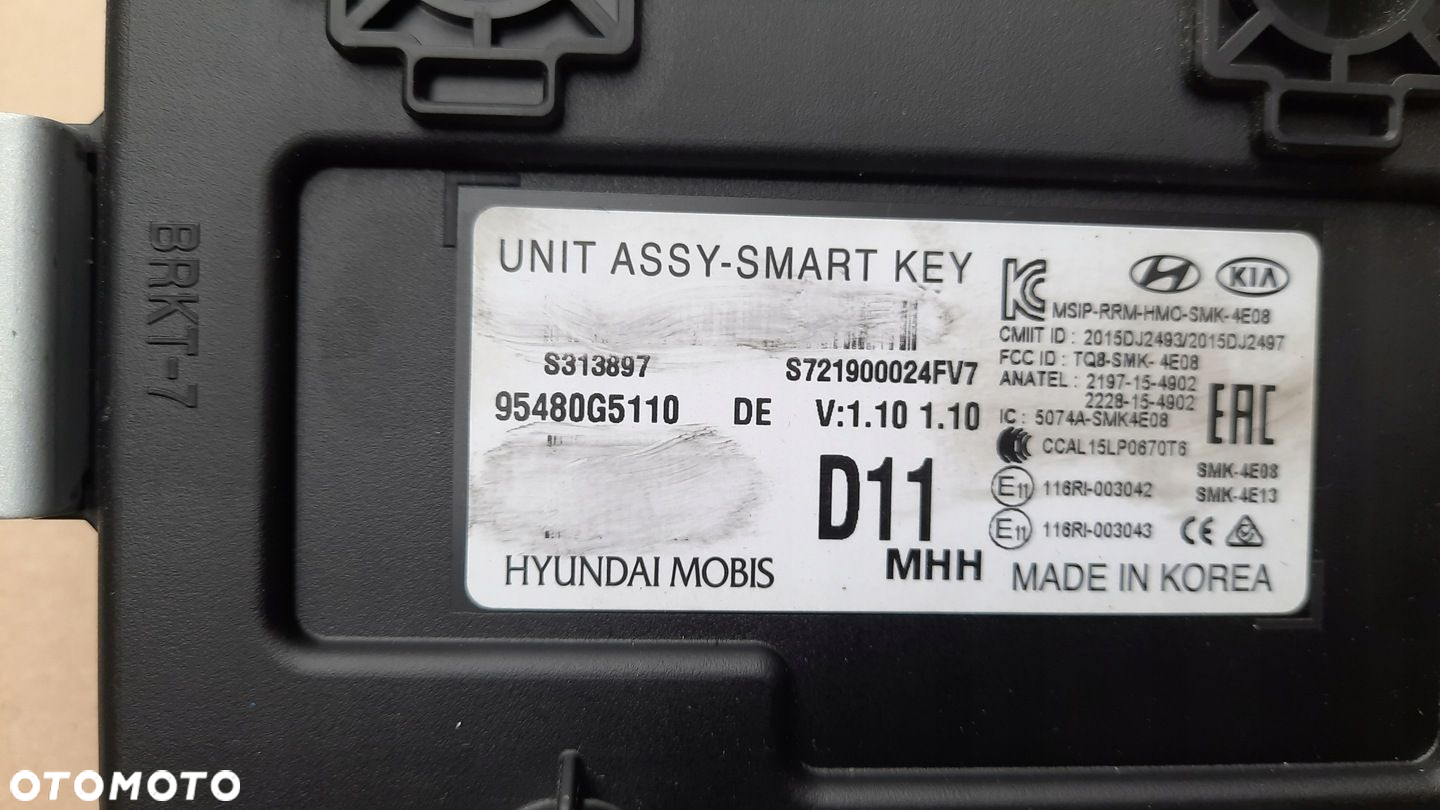 BRKT-7
UNIT ASSY-SMART KEY
S313897 S721900024FV7
95480G5110 DE V:1.10 1.10
D11
MHH
HYUNDAI MOBIS
KC
KIA
MSIP-RRM-HMO-SMK-4E08
CMIIT ID : 2015DJ2493/2015DJ2497
FCC ID : TQ8-SMK- 4E08
ANATEL : 2197-15-4902
2228-15-4902
IC : 5074A-SMK4E08
EAC
CCAL15LP0670T6
SMK-4E08
E11 116RI-003042
SMK-4E13
E11 116RI-003043 CE
MADE IN KOREA
OTOMOTO